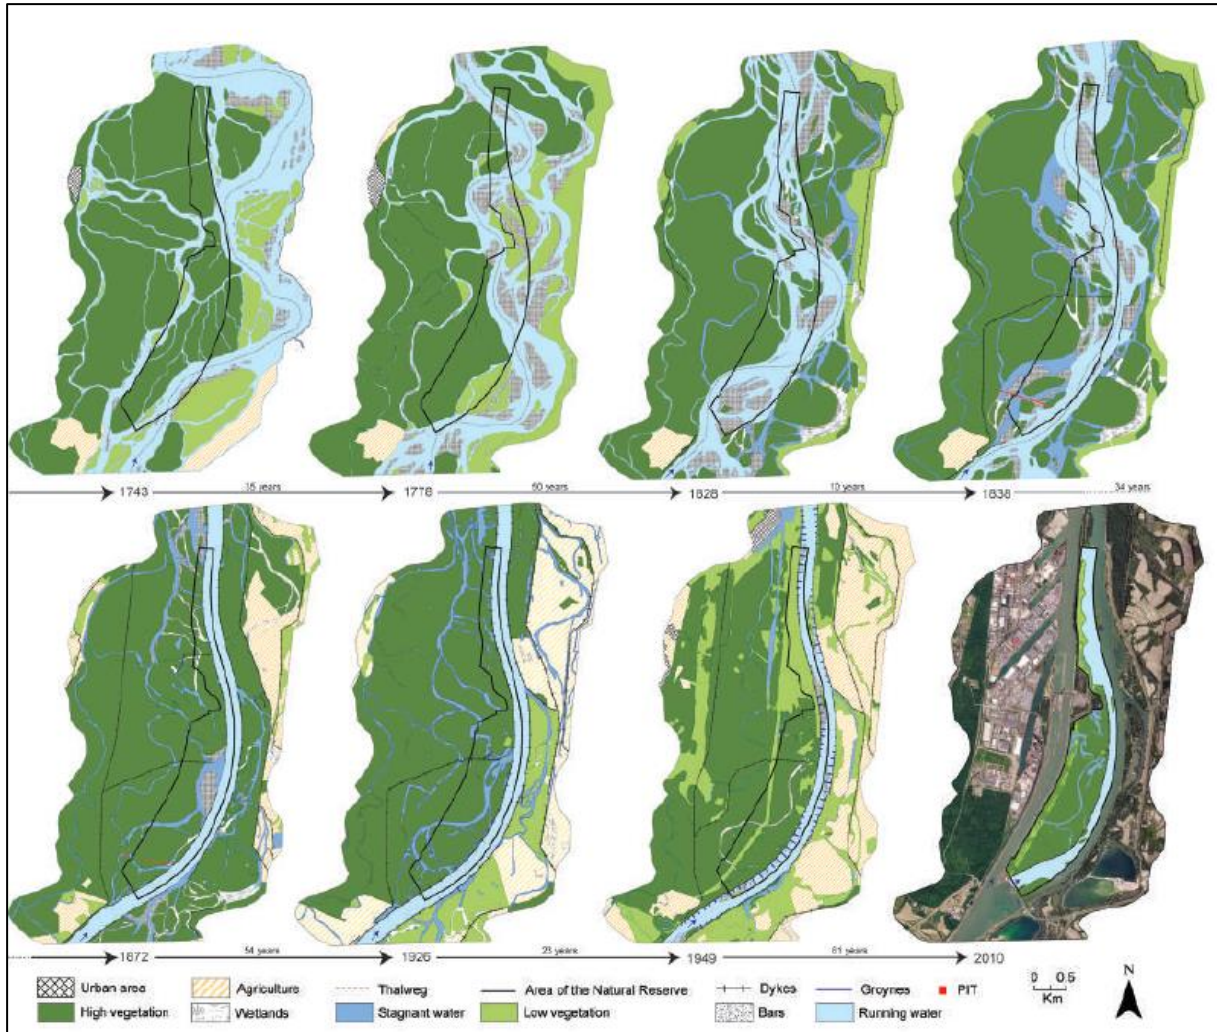 35 years
50 years
10 years
34 years
1743
1776
1828
1838
54 years
23 years
61 years
1872
1926
1949
2010
0 0.5
Km
N
Urban area
Agriculture
Thalweg
Area of the Natural Reserve
Dykes
Groynes
PIT
High vegetation
Wetlands
Stagnant water
Low vegetation
Bars
Running water